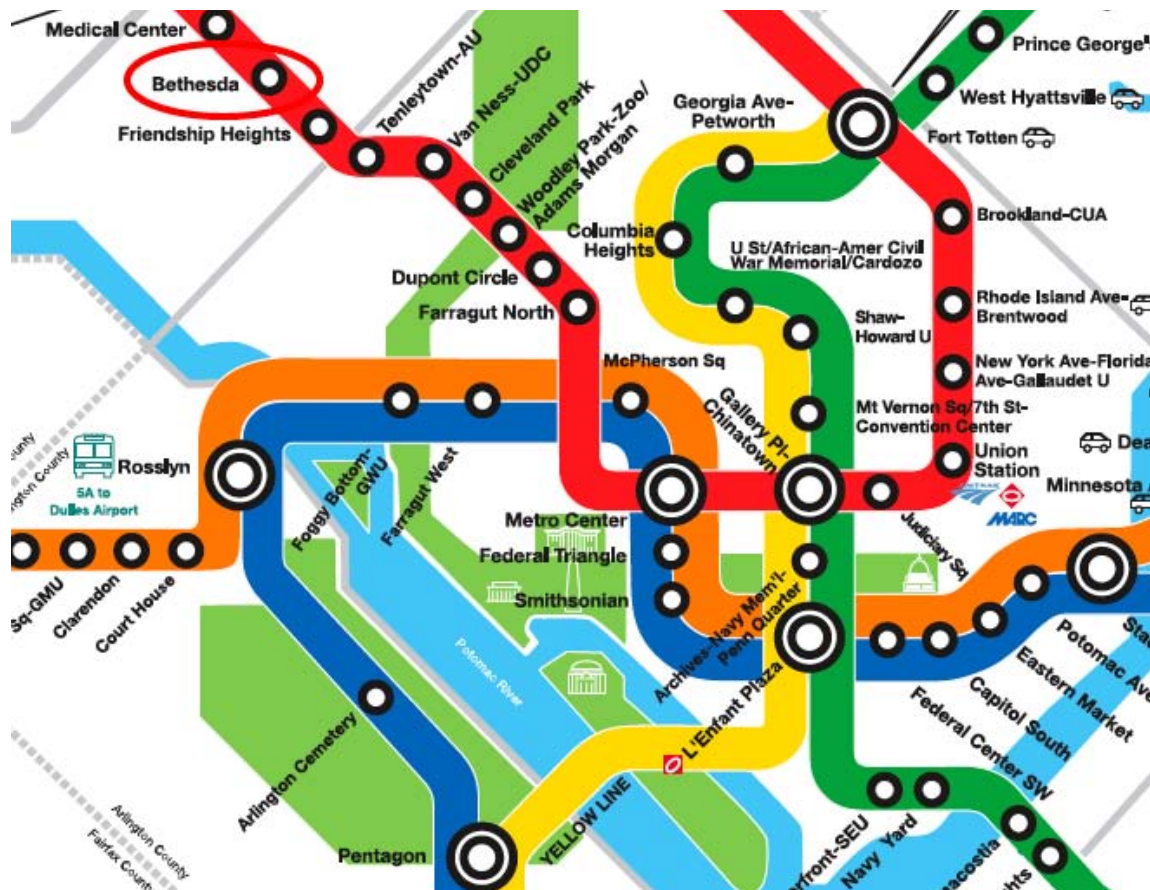 Medical Center
Bethesda
Friendship Heights
Tenleytown-AU
Van Ness-UDC
Cleveland Park
Woodley Park-Zoo/
Adams Morgan
Dupont Circle
Farragut North
Georgia Ave-
Petworth
Prince George's
West Hyattsville
Fort Totten
Brookland-CUA
Columbia
Heights
U St/African-Amer Civil
War Memorial/Cardozo
Rhode Island Ave-
Brentwood
Shaw-
Howard U
New York Ave-Florida
Ave-Gallaudet U
McPherson Sq
Gallery Pl-
Chinatown
Mt Vernon Sq/7th St-
Convention Center
Union
Station
MARC
Minnesota
Rosslyn
5A to
Dulles Airport
Arlington County
Foggy Bottom-
GWU
Farragut West
Metro Center
Federal Triangle
Smithsonian
Judiciary Sq
Sq-GMU
Clarendon
Court House
Archives-Navy Mem'l-
Penn Quarter
L'Enfant Plaza
Potomac River
Potomac Ave
Eastern Market
Capitol South
Federal Center SW
Arlington Cemetery
YELLOW LINE
Pentagon
Navy Yard
Arlington County
Fairfax County